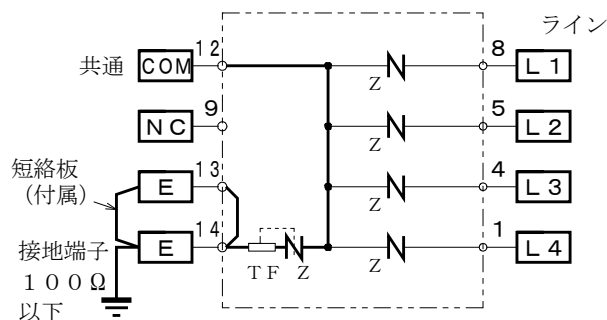 ライン
共通 COM 12
8 L1
Z
NC 9
5 L2
Z
短絡板
(付属)
E 13
4 L3
Z
接地端子
100Ω
以下
E 14
TF Z
1 L4
Z